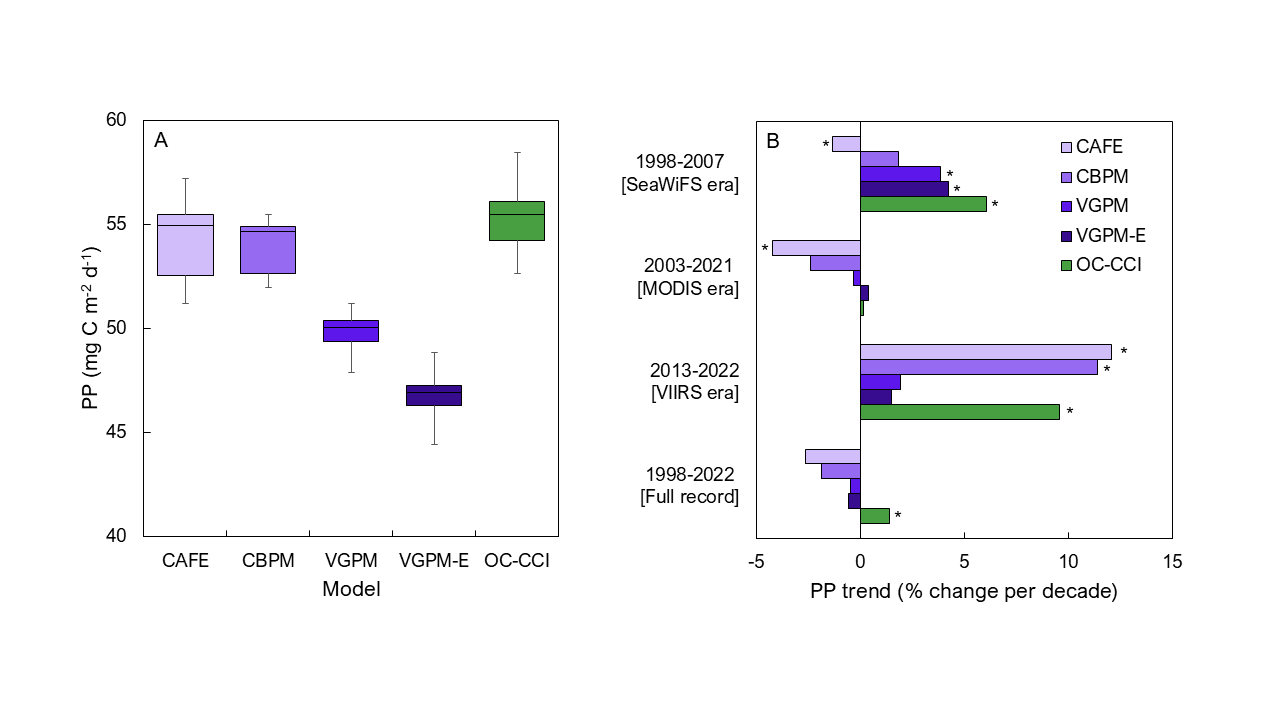 A
60
55
50
45
40
PP (mg C m-2 d-1)
CAFE CBPM VGPM VGPM-E OC-CCI
Model
B
1998-2007
[SeaWiFS era]
2003-2021
[MODIS era]
2013-2022
[VIIRS era]
1998-2022
[Full record]
* * * *
*
* * *
*
CAFE
CBPM
VGPM
VGPM-E
OC-CCI
-5 0 5 10 15
PP trend (% change per decade)